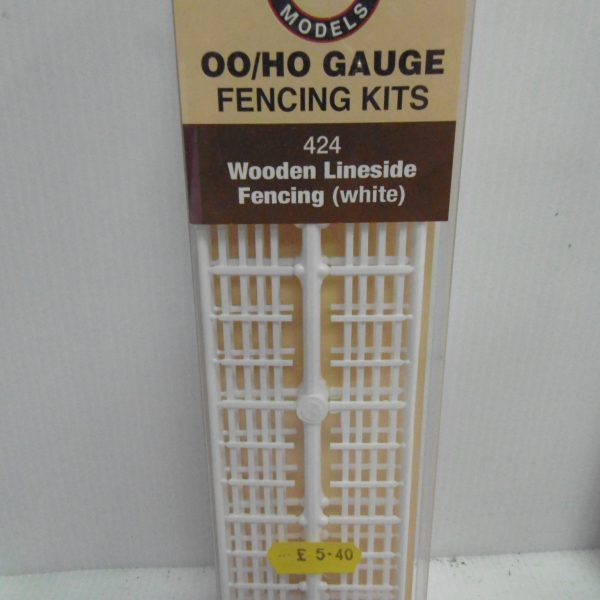 MODELS
OO/HO GAUGE
FENCING KITS
424
Wooden Lineside
Fencing (white)
£ 5.40